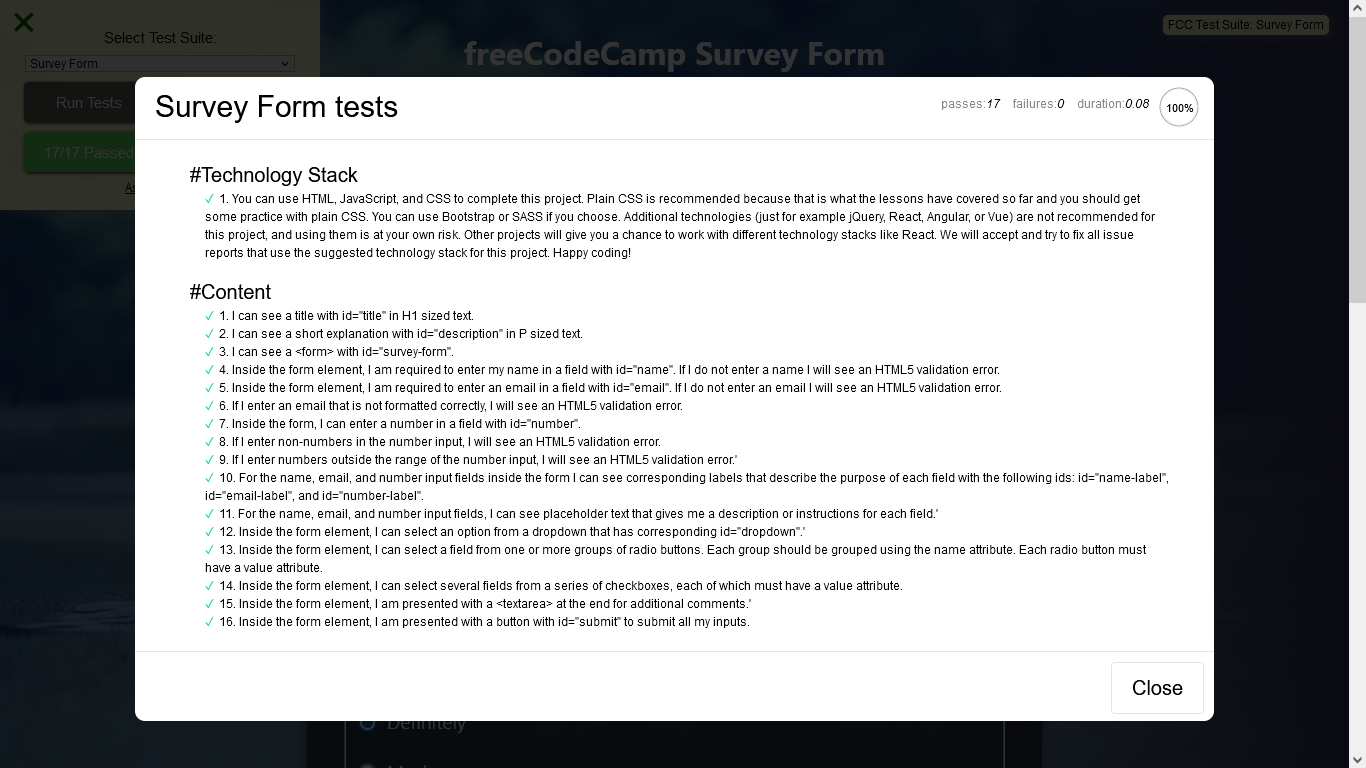 Select Test Suite:
FCC Test Suite: Survey Form
freeCodeCamp Survey Form
Survey Form
Run Tests
17/17 Passed
As
Survey Form tests
passes:17 failures:0 duration:0.08 100%
#Technology Stack
✓ 1. You can use HTML, JavaScript, and CSS to complete this project. Plain CSS is recommended because that is what the lessons have covered so far and you should get
some practice with plain CSS. You can use Bootstrap or SASS if you choose. Additional technologies (just for example jQuery, React, Angular, or Vue) are not recommended for
this project, and using them is at your own risk. Other projects will give you a chance to work with different technology stacks like React. We will accept and try to fix all issue
reports that use the suggested technology stack for this project. Happy coding!
#Content
✓ 1. I can see a title with id="title" in H1 sized text.
✓ 2. I can see a short explanation with id="description" in P sized text.
✓ 3. I can see a <form> with id="survey-form".
✓ 4. Inside the form element, I am required to enter my name in a field with id="name". If I do not enter a name I will see an HTML5 validation error.
✓ 5. Inside the form element, I am required to enter an email in a field with id="email". If I do not enter an email I will see an HTML5 validation error.
✓ 6. If I enter an email that is not formatted correctly, I will see an HTML5 validation error.
✓ 7. Inside the form, I can enter a number in a field with id="number".
✓ 8. If I enter non-numbers in the number input, I will see an HTML5 validation error.
✓ 9. If I enter numbers outside the range of the number input, I will see an HTML5 validation error.'
✓ 10. For the name, email, and number input fields inside the form I can see corresponding labels that describe the purpose of each field with the following ids: id="name-label",
id="email-label", and id="number-label".
✓ 11. For the name, email, and number input fields, I can see placeholder text that gives me a description or instructions for each field.'
✓ 12. Inside the form element, I can select an option from a dropdown that has corresponding id="dropdown".'
✓ 13. Inside the form element, I can select a field from one or more groups of radio buttons. Each group should be grouped using the name attribute. Each radio button must
have a value attribute.
✓ 14. Inside the form element, I can select several fields from a series of checkboxes, each of which must have a value attribute.
✓ 15. Inside the form element, I am presented with a <textarea> at the end for additional comments.'
✓ 16. Inside the form element, I am presented with a button with id="submit" to submit all my inputs.
Close
Definitely